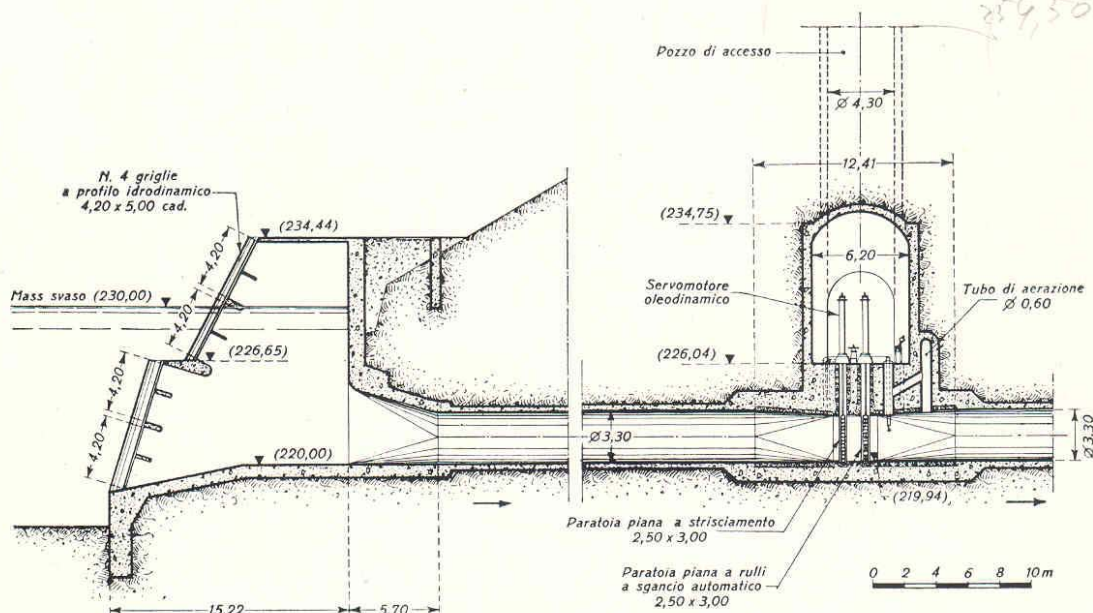 254,50
Pozzo di accesso
Ø 4,30
12,41
N. 4 griglie
a profilo idrodinamico
4,20 x 5,00 cad.
(234,44)
(234,75)
4,20
6,20
Servomotore
oleodinamico
Tubo di aerazione
Ø 0,60
Mass svaso (230,00)
4,20
(226,65)
(226,04)
4,20
4,20
Ø 3,30
Ø 3,30
(220,00)
(219,94)
Paratoia piana a strisciamento
2,50 x 3,00
Paratoia piana a rulli
a sgancio automatico
2,50 x 3,00
0 2 4 6 8 10 m
15,22
5,70